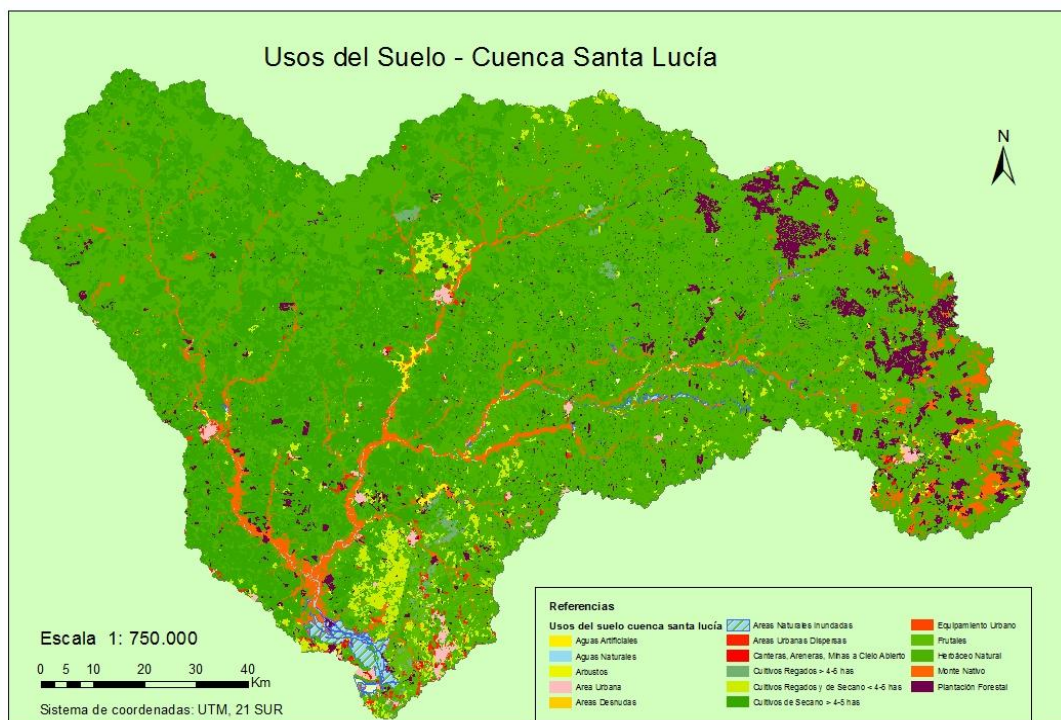 Usos del Suelo - Cuenca Santa Lucía
N
Escala 1: 750.000
0 5 10 20 30 40
Km
Sistema de coordenadas: UTM, 21 SUR
Referencias
Usos del suelo cuenca santa lucía
Aguas Artificiales
Aguas Naturales
Arbustos
Area Urbana
Areas Desnudas
Areas Naturales Inundadas
Areas Urbanas Dispersas
Canteras, Areneras, Minas a Cielo Abierto
Cultivos Regados > 4-5 has
Cultivos Regados y de Secano < 4-5 has
Cultivos de Secano > 4-5 has
Equipamiento Urbano
Frutales
Herbáceo Natural
Monte Nativo
Plantación Forestal